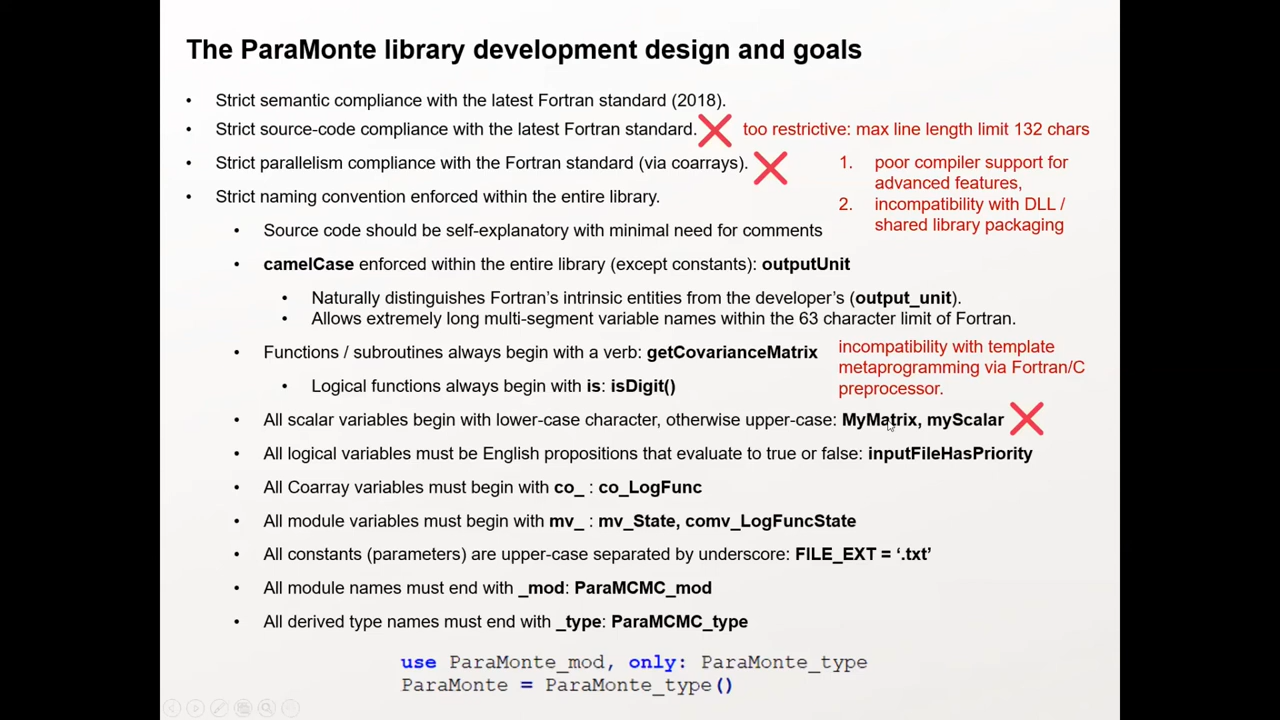 The ParaMonte library development design and goals
• Strict semantic compliance with the latest Fortran standard (2018).
• Strict source-code compliance with the latest Fortran standard. too restrictive: max line length limit 132 chars
• Strict parallelism compliance with the Fortran standard (via coarrays).
1. poor compiler support for
advanced features,
2. incompatibility with DLL /
shared library packaging
• Strict naming convention enforced within the entire library.
• Source code should be self-explanatory with minimal need for comments
• camelCase enforced within the entire library (except constants): outputUnit
• Naturally distinguishes Fortran’s intrinsic entities from the developer’s (output_unit).
• Allows extremely long multi-segment variable names within the 63 character limit of Fortran.
• Functions / subroutines always begin with a verb: getCovarianceMatrix
• Logical functions always begin with is: isDigit()
incompatibility with template
metaprogramming via Fortran/C
preprocessor.
• All scalar variables begin with lower-case character, otherwise upper-case: MyMatrix, myScalar
• All logical variables must be English propositions that evaluate to true or false: inputFileHasPriority
• All Coarray variables must begin with co_ : co_LogFunc
• All module variables must begin with mv_ : mv_State, comv_LogFuncState
• All constants (parameters) are upper-case separated by underscore: FILE_EXT = ‘.txt’
• All module names must end with _mod: ParaMCMC_mod
• All derived type names must end with _type: ParaMCMC_type
use ParaMonte_mod, only: ParaMonte_type
ParaMonte = ParaMonte_type()